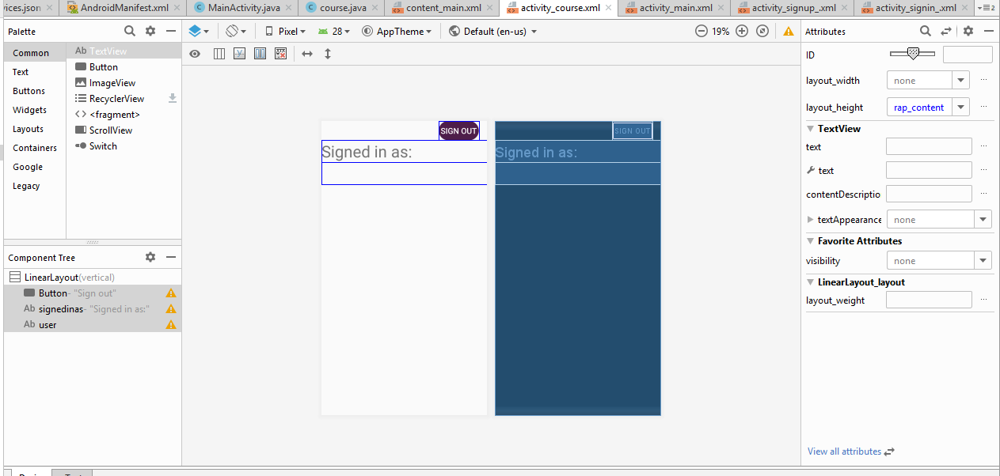 vices.json AndroidManifest.xml MainActivity.java course.java content_main.xml activity_course.xml activity_main.xml activity_signup_.xml activity_signin_.xml 2
Palette
Pixel 28 AppTheme Default (en-us) 19%
Attributes
Common
Text
Buttons
Widgets
Layouts
Containers
Google
Legacy
Ab TextView
Button
ImageView
RecyclerView
<fragment>
ScrollView
Switch
Component Tree
LinearLayout(vertical)
Button- "Sign out"
Ab signedinas- "Signed in as:"
Ab user
SIGN OUT
Signed in as:
SIGN OUT
Signed in as:
ID
layout_width none ...
layout_height rap_content ...
TextView
text ...
text ...
contentDescriptio ...
textAppearance none
Favorite Attributes
visibility none
LinearLayout_layout
layout_weight ...
View all attributes